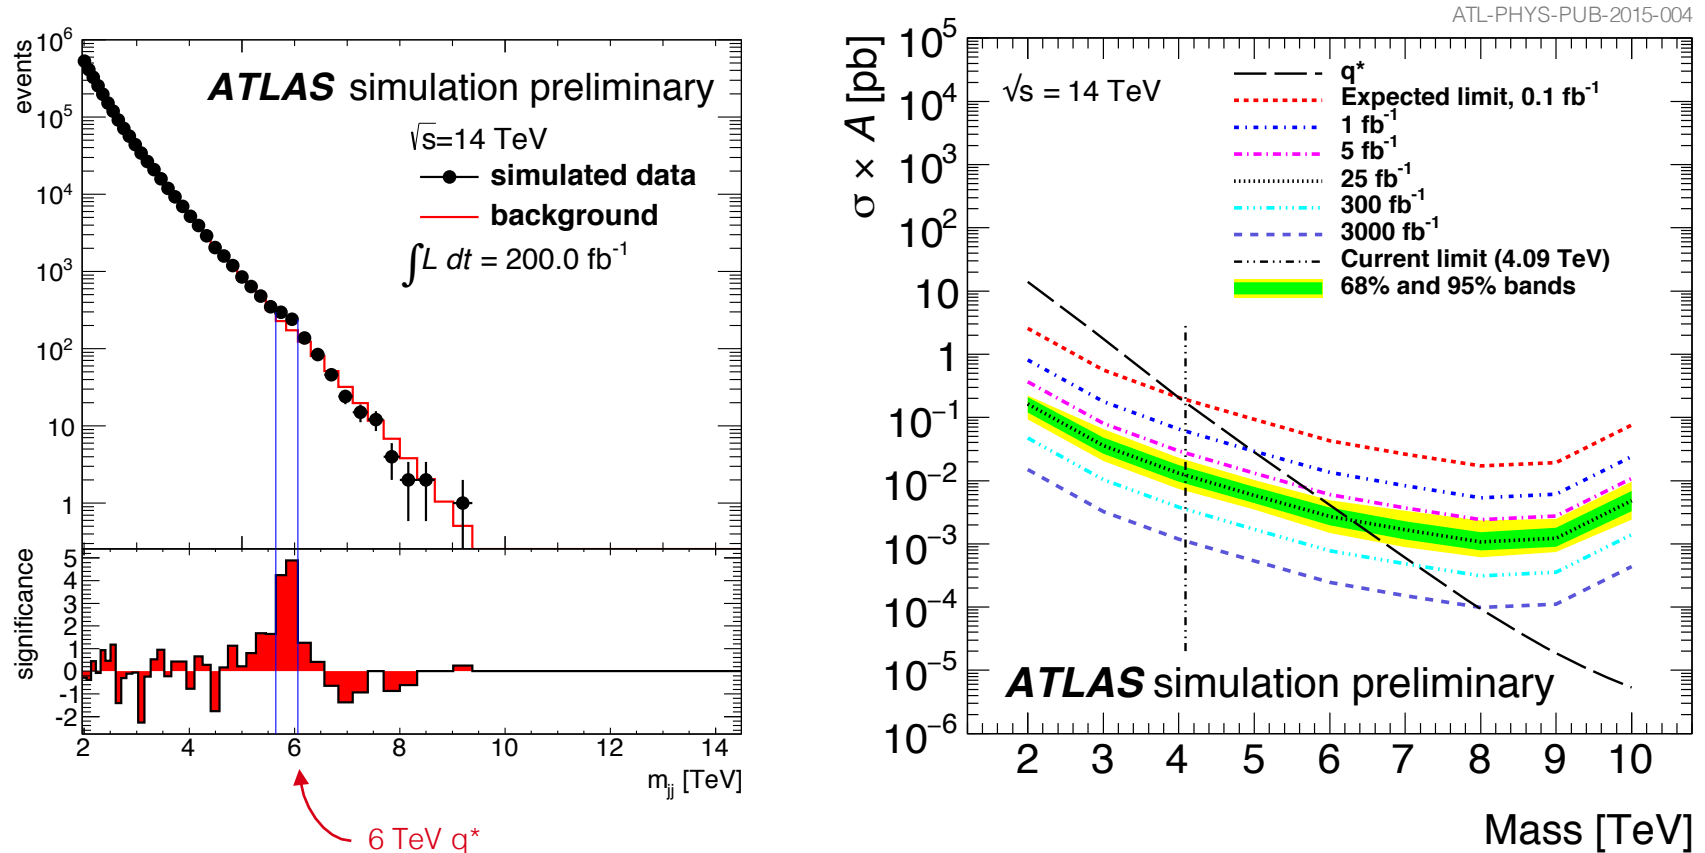 ATL-PHYS-PUB-2015-004
events
10^6
10^5
10^4
10^3
10^2
10
1
ATLAS simulation preliminary
√s=14 TeV
simulated data
background
∫L dt = 200.0 fb^-1
significance
5
4
3
2
1
0
-1
-2
2 4 6 8 10 12 14
m_jj [TeV]
6 TeV q*
σ × A [pb]
10^5
10^4
10^3
10^2
10
1
10^−1
10^−2
10^−3
10^−4
10^−5
10^−6
√s = 14 TeV
q*
Expected limit, 0.1 fb^-1
1 fb^-1
5 fb^-1
25 fb^-1
300 fb^-1
3000 fb^-1
Current limit (4.09 TeV)
68% and 95% bands
ATLAS simulation preliminary
2 3 4 5 6 7 8 9 10
Mass [TeV]